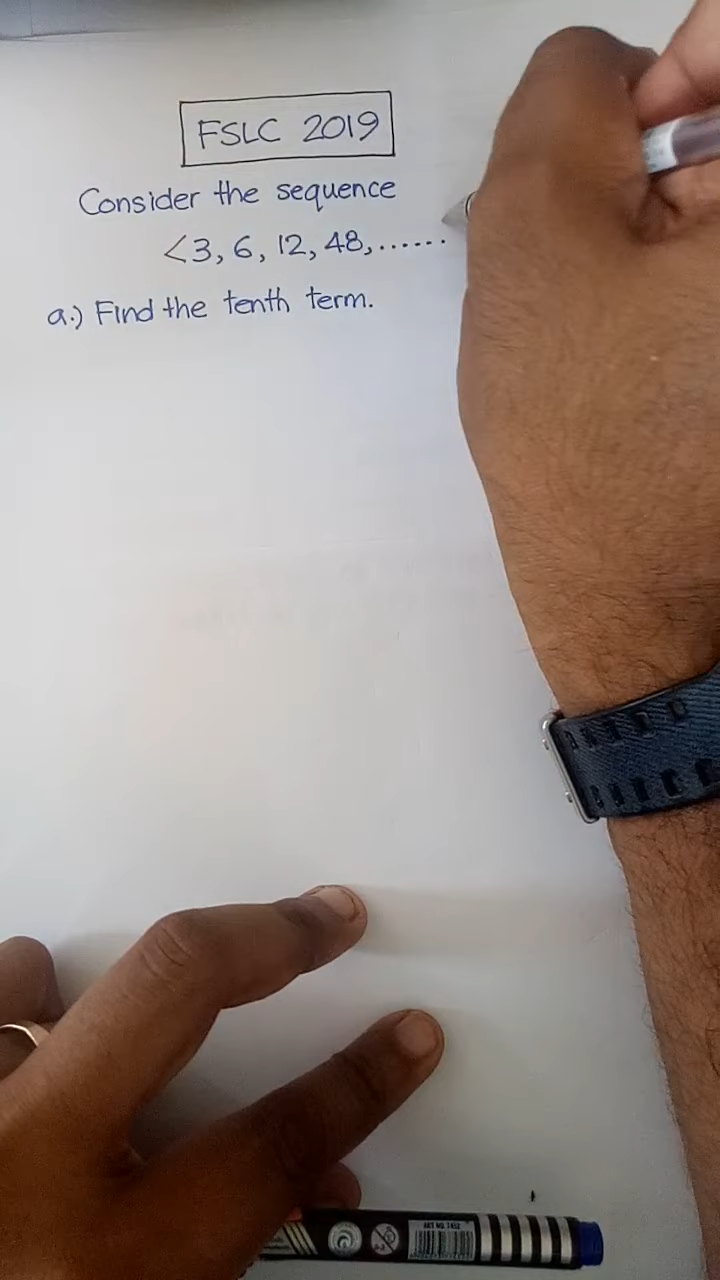 FSLC 2019
Consider the sequence
<3, 6, 12, 48, ......
a.) Find the tenth term.